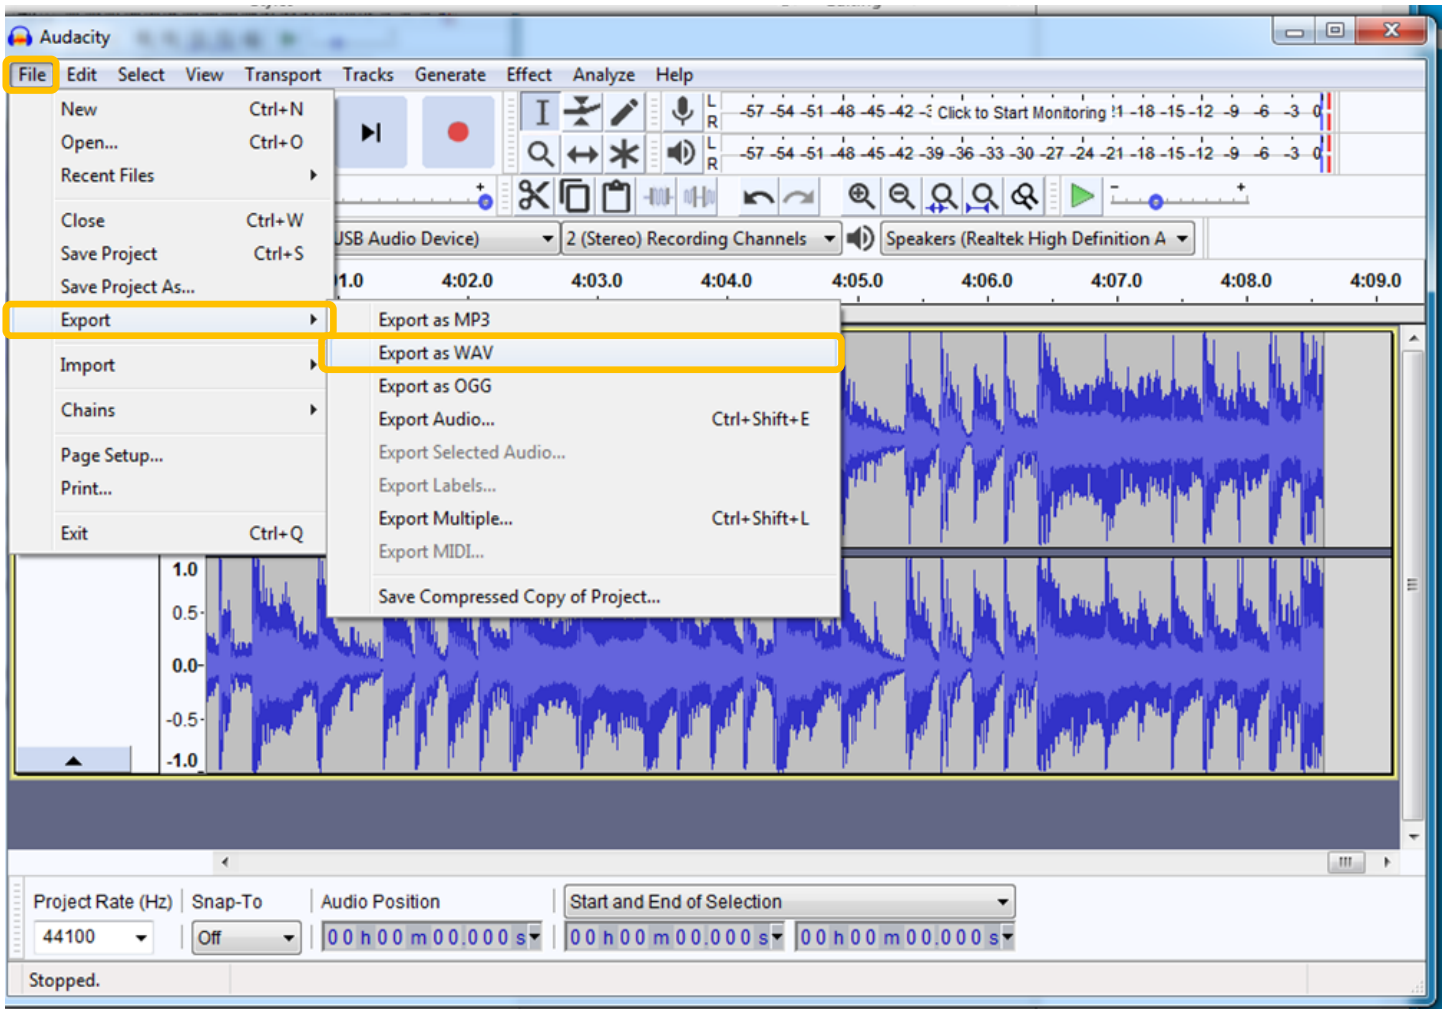 Audacity
File Edit Select View Transport Tracks Generate Effect Analyze Help
New Ctrl+N
Open... Ctrl+O
Recent Files
Close Ctrl+W
Save Project Ctrl+S
Save Project As...
Export
Import
Chains
Page Setup...
Print...
Exit Ctrl+Q
L
R
-57 -54 -51 -48 -45 -42 Click to Start Monitoring -18 -15 -12 -9 -6 -3 0
L
R
-57 -54 -51 -48 -45 -42 -39 -36 -33 -30 -27 -24 -21 -18 -15 -12 -9 -6 -3 0
- +
USB Audio Device) 2 (Stereo) Recording Channels Speakers (Realtek High Definition A
4:02.0 4:03.0 4:04.0 4:05.0 4:06.0 4:07.0 4:08.0 4:09.0
Export as MP3
Export as WAV
Export as OGG
Export Audio... Ctrl+Shift+E
Export Selected Audio...
Export Labels...
Export Multiple... Ctrl+Shift+L
Export MIDI...
Save Compressed Copy of Project...
1.0
0.5
0.0
-0.5
-1.0
Project Rate (Hz) Snap-To Audio Position Start and End of Selection
44100 Off 00 h 00 m 00.000 s 00 h 00 m 00.000 s 00 h 00 m 00.000 s
Stopped.